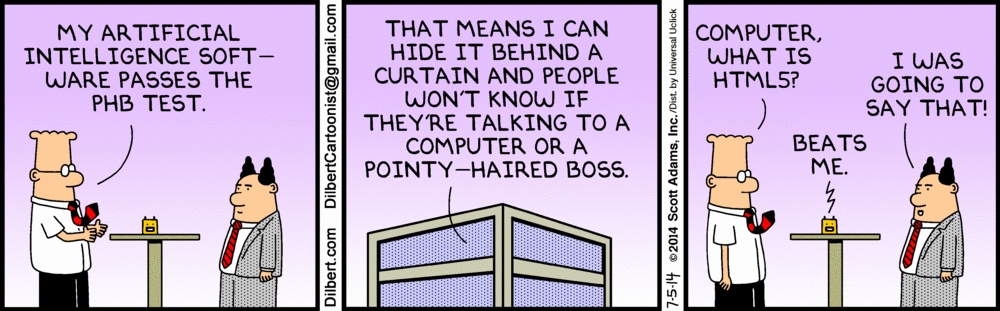 MY ARTIFICIAL
INTELLIGENCE SOFT—
WARE PASSES THE
PHB TEST.
Dilbert.com DilbertCartoonist@gmail.com
THAT MEANS I CAN
HIDE IT BEHIND A
CURTAIN AND PEOPLE
WON'T KNOW IF
THEY'RE TALKING TO A
COMPUTER OR A
POINTY—HAIRED BOSS.
7-5-14 ©2014 Scott Adams, Inc. /Dist. by Universal Uclick
COMPUTER,
WHAT IS
HTML5?
BEATS
ME.
I WAS
GOING TO
SAY THAT!